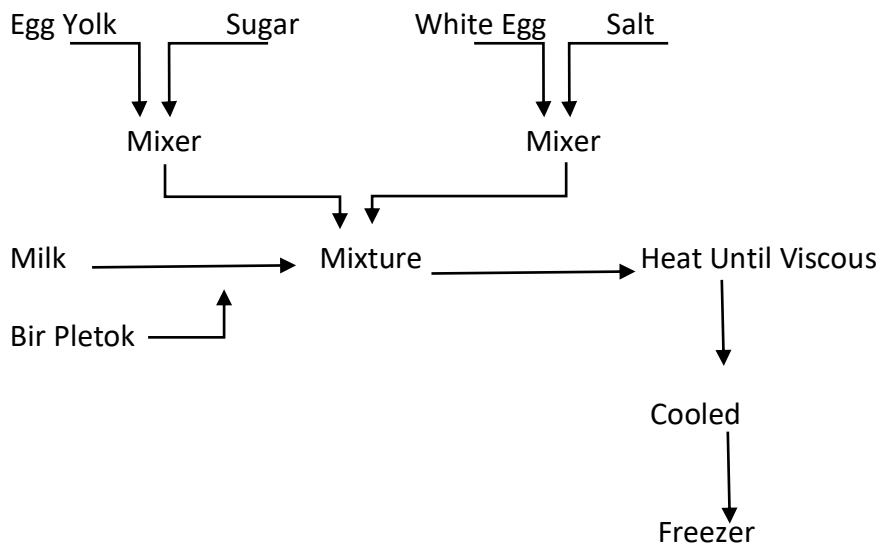 Egg Yolk Sugar White Egg Salt
Mixer Mixer
Milk Mixture Heat Until Viscous
Bir Pletok
Cooled
Freezer